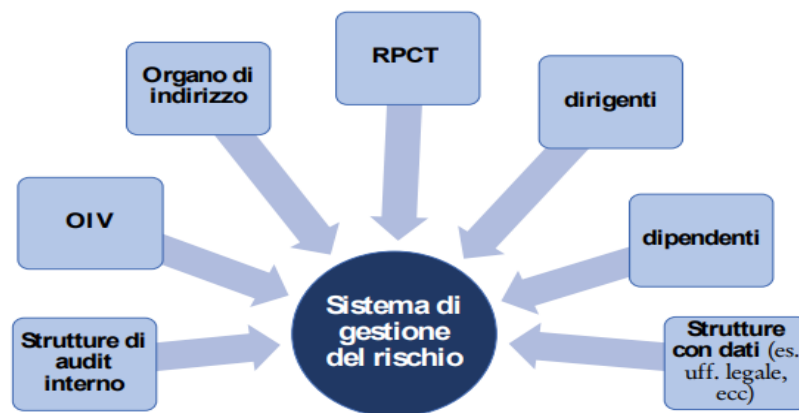 RPCT
Organo di
indirizzo
dirigenti
OIV
dipendenti
Sistema di
gestione
del rischio
Strutture di
audit
interno
Strutture
con dati (es.
uff. legale,
ecc)